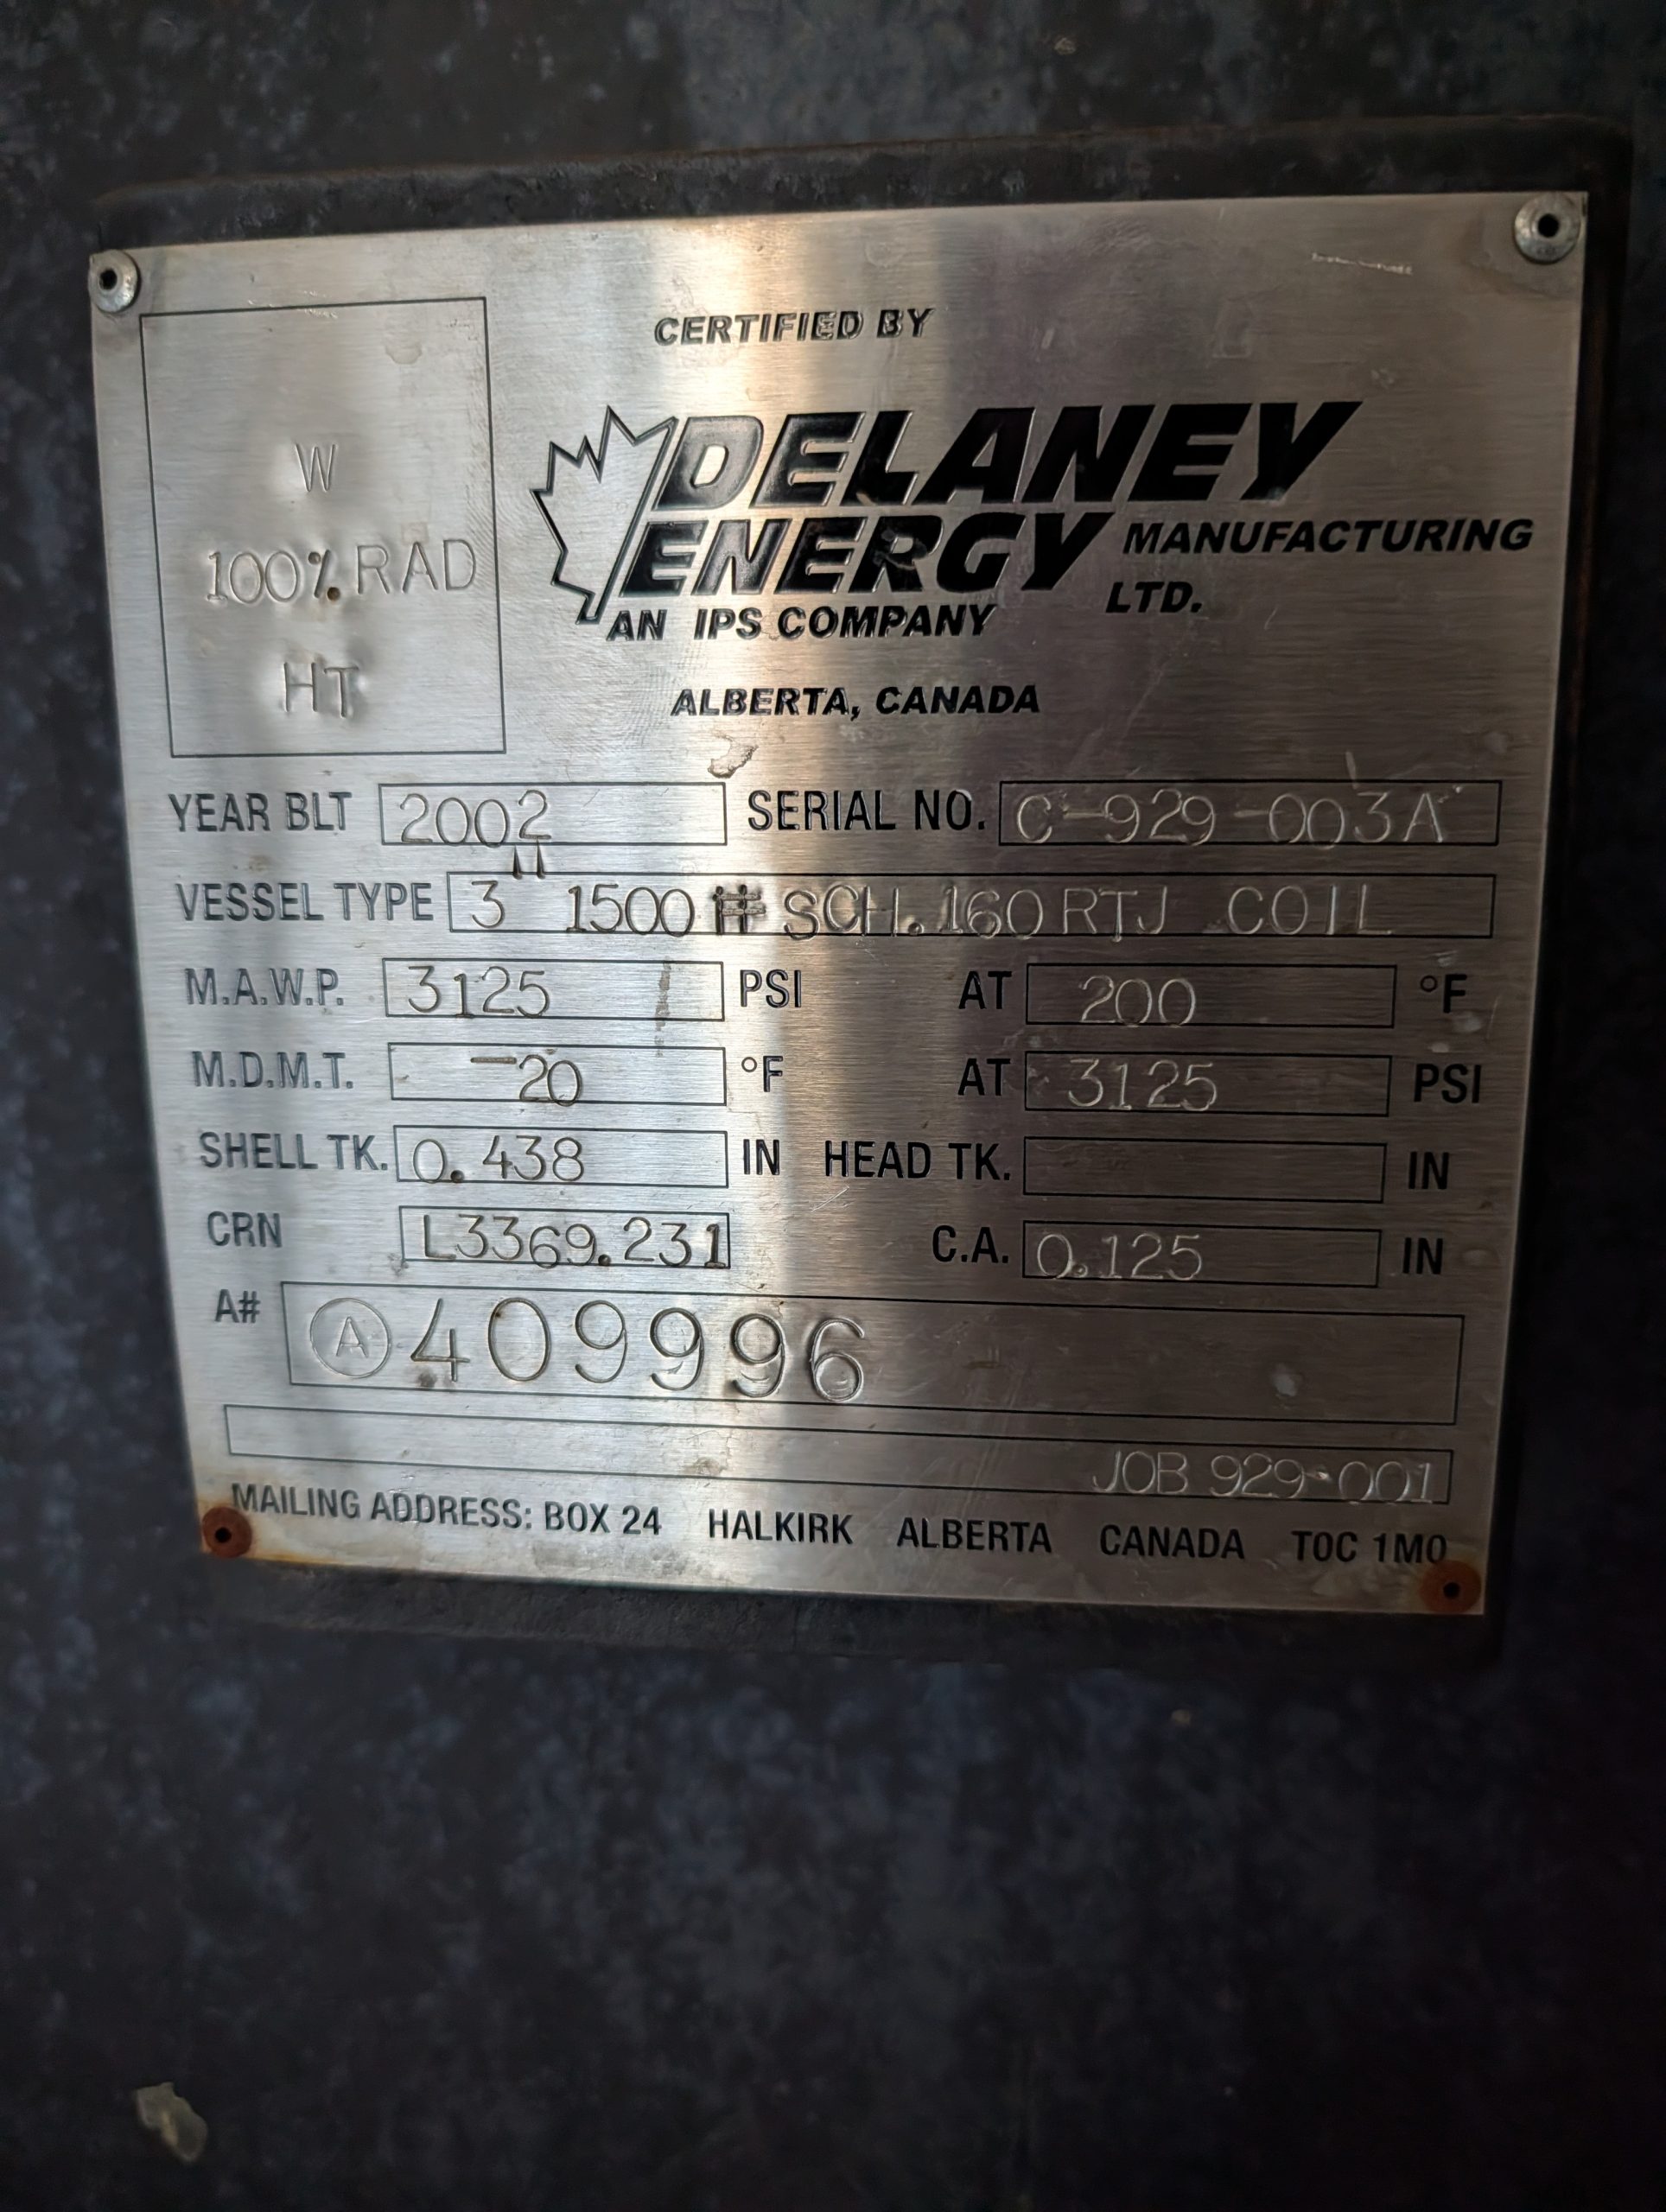 CERTIFIED BY
DELANEY
ENERGY MANUFACTURING
LTD.
AN IPS COMPANY
ALBERTA, CANADA
W
100% RAD
HT
YEAR BLT 2002 SERIAL NO. C-929-003A
VESSEL TYPE 3" 1500 # SCH. 160 RTJ COIL
M.A.W.P. 3125 PSI AT 200 °F
M.D.M.T. -20 °F AT 3125 PSI
SHELL TK. 0.438 IN HEAD TK. IN
CRN L3369.231 C.A. 0.125 IN
A# Ⓐ 409996
JOB 929-001
MAILING ADDRESS: BOX 24 HALKIRK ALBERTA CANADA T0C 1M0